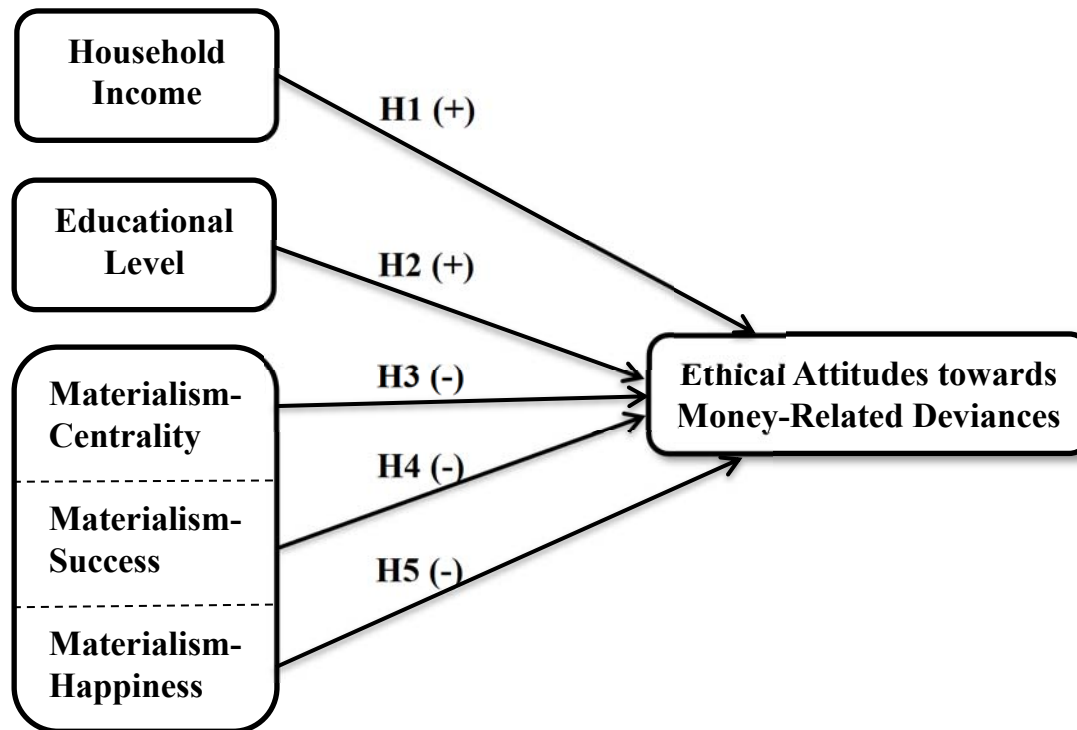 Household
Income
H1 (+)
Educational
Level
H2 (+)
Materialism-
Centrality
H3 (-)
Ethical Attitudes towards
Money-Related Deviances
H4 (-)
Materialism-
Success
H5 (-)
Materialism-
Happiness